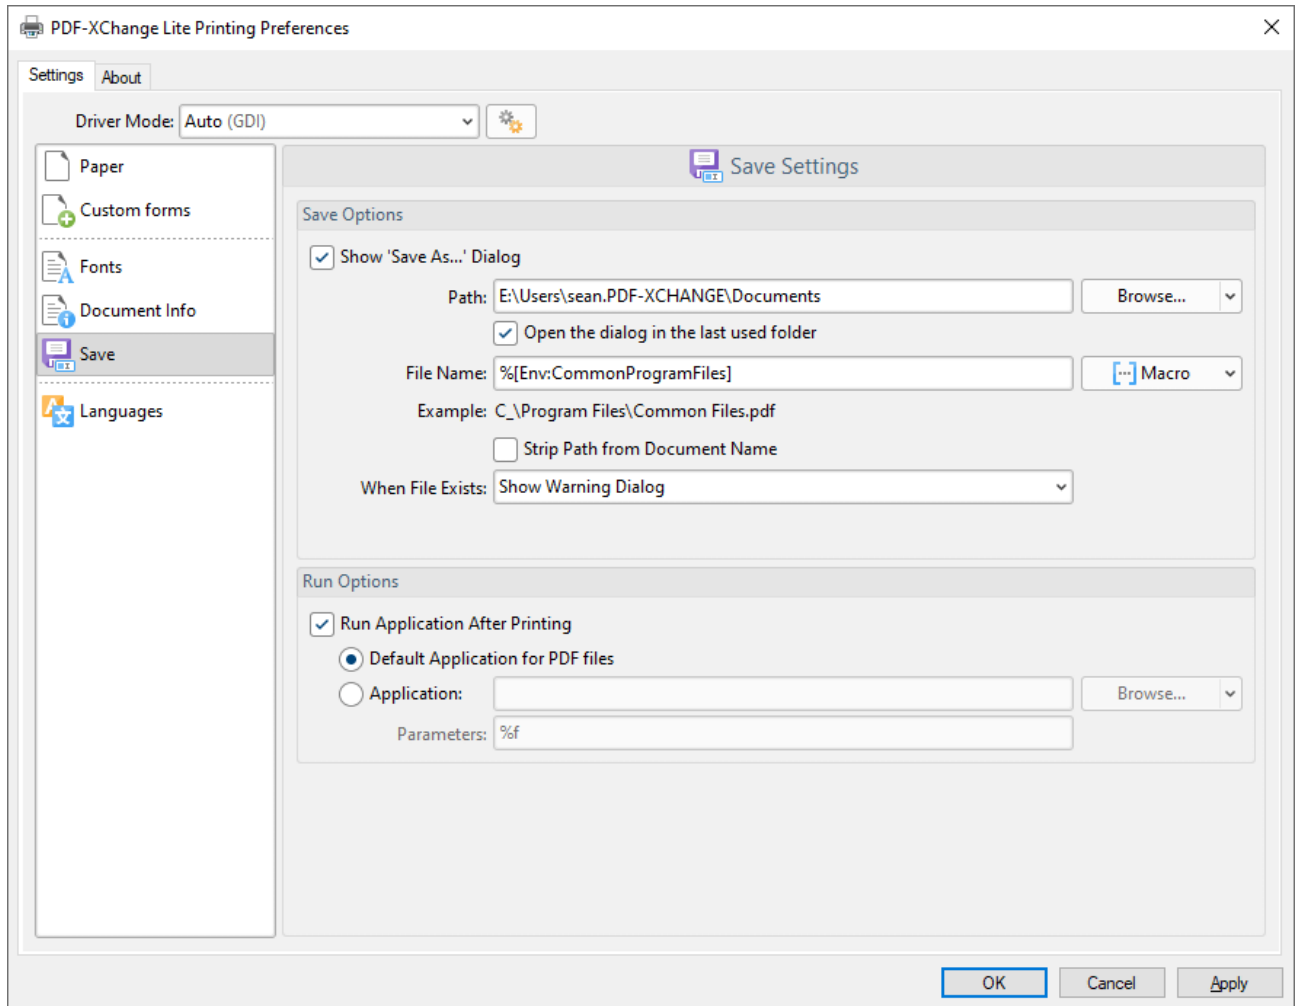 PDF-XChange Lite Printing Preferences
Settings About
Driver Mode: Auto (GDI)
Paper
Custom forms
Fonts
Document Info
Save
Languages
Save Settings
Save Options
Show 'Save As...' Dialog
Path: E:\Users\sean.PDF-XCHANGE\Documents Browse...
Open the dialog in the last used folder
File Name: %[Env:CommonProgramFiles] Macro
Example: C_\Program Files\Common Files.pdf
Strip Path from Document Name
When File Exists: Show Warning Dialog
Run Options
Run Application After Printing
Default Application for PDF files
Application: Browse...
Parameters: %f
OK Cancel Apply